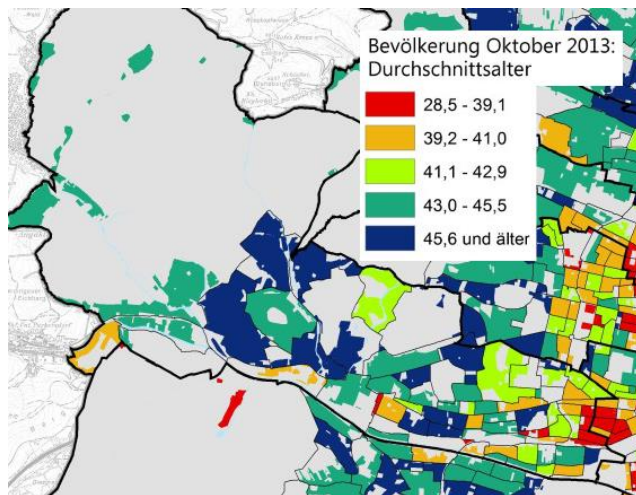 Bevölkerung Oktober 2013:
Durchschnittsalter
28,5 - 39,1
39,2 - 41,0
41,1 - 42,9
43,0 - 45,5
45,6 und älter